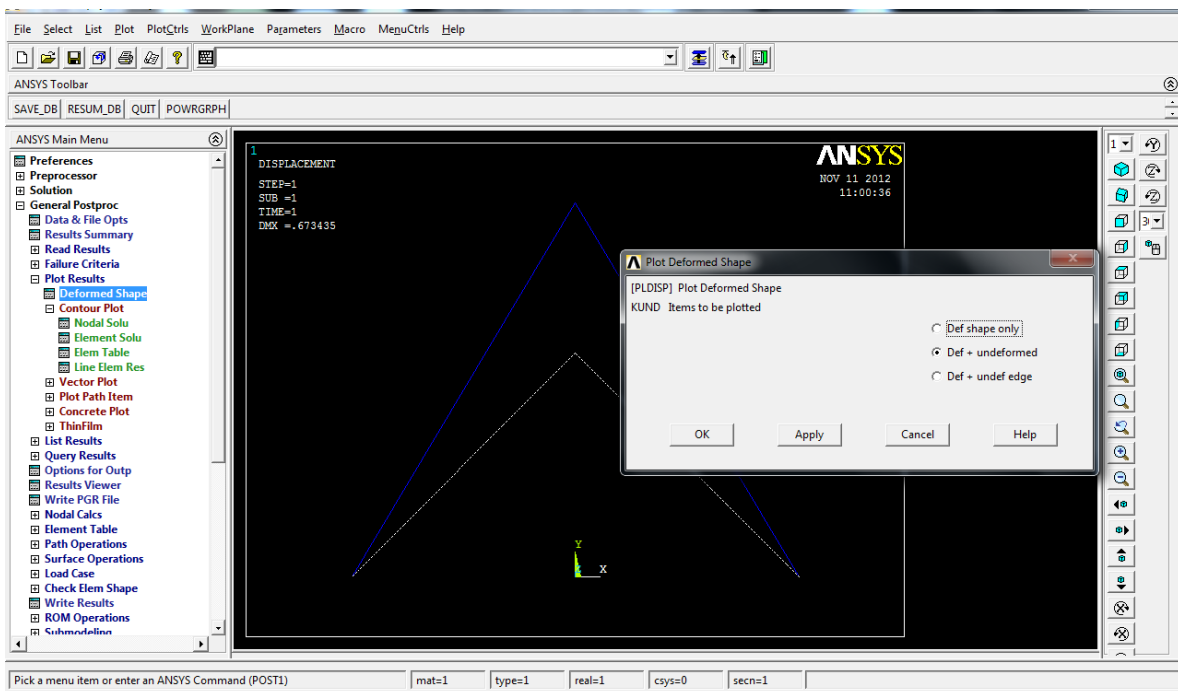 File Select List Plot PlotCtrls WorkPlane Parameters Macro MenuCtrls Help
ANSYS Toolbar
SAVE_DB RESUM_DB QUIT POWRGRPH
ANSYS Main Menu
Preferences
Preprocessor
Solution
General Postproc
Data & File Opts
Results Summary
Read Results
Failure Criteria
Plot Results
Deformed Shape
Contour Plot
Nodal Solu
Element Solu
Elem Table
Line Elem Res
Vector Plot
Plot Path Item
Concrete Plot
ThinFilm
List Results
Query Results
Options for Outp
Results Viewer
Write PGR File
Nodal Calcs
Element Table
Path Operations
Surface Operations
Load Case
Check Elem Shape
Write Results
ROM Operations
Submodeling
1
DISPLACEMENT
STEP=1
SUB =1
TIME=1
DMX =.673435
ANSYS
NOV 11 2012
11:00:36
Y
X
Plot Deformed Shape
[PLDISP] Plot Deformed Shape
KUND Items to be plotted
Def shape only
Def + undeformed
Def + undef edge
OK Apply Cancel Help
1
Pick a menu item or enter an ANSYS Command (POST1) mat=1 type=1 real=1 csys=0 secn=1